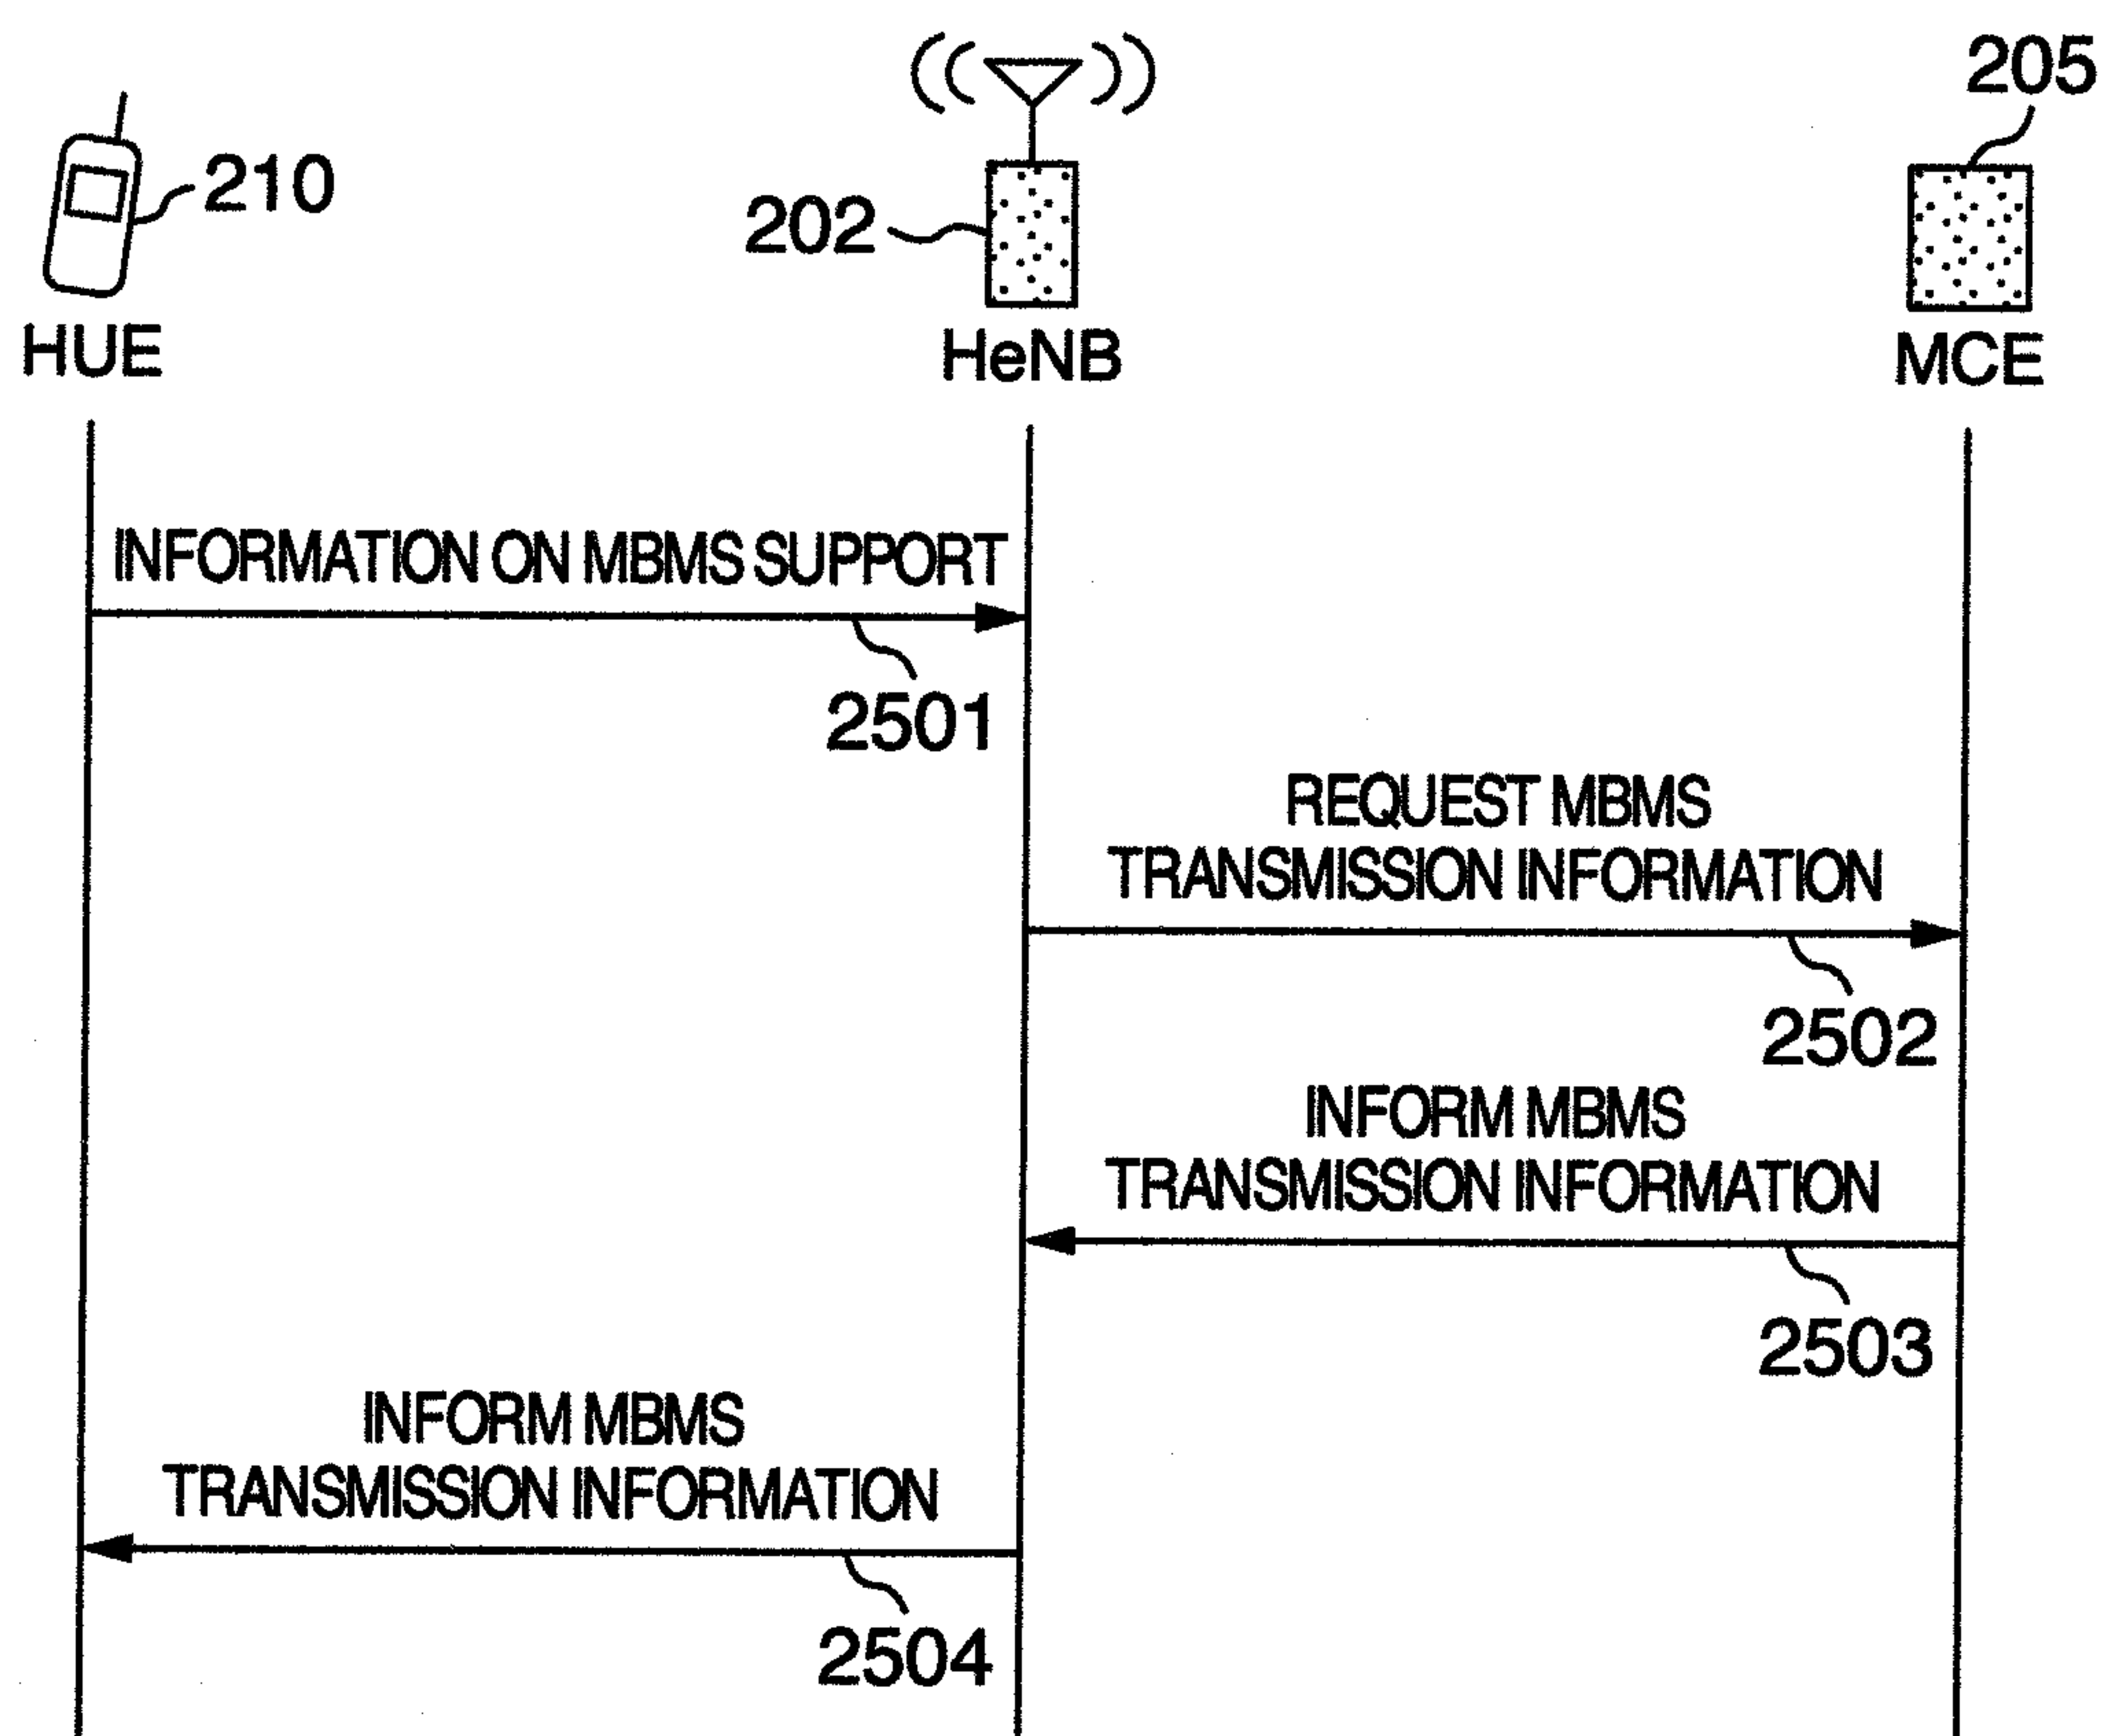 205
210
202
HUE
HeNB
MCE
INFORMATION ON MBMS SUPPORT
2501
REQUEST MBMS
TRANSMISSION INFORMATION
2502
INFORM MBMS
TRANSMISSION INFORMATION
2503
INFORM MBMS
TRANSMISSION INFORMATION
2504